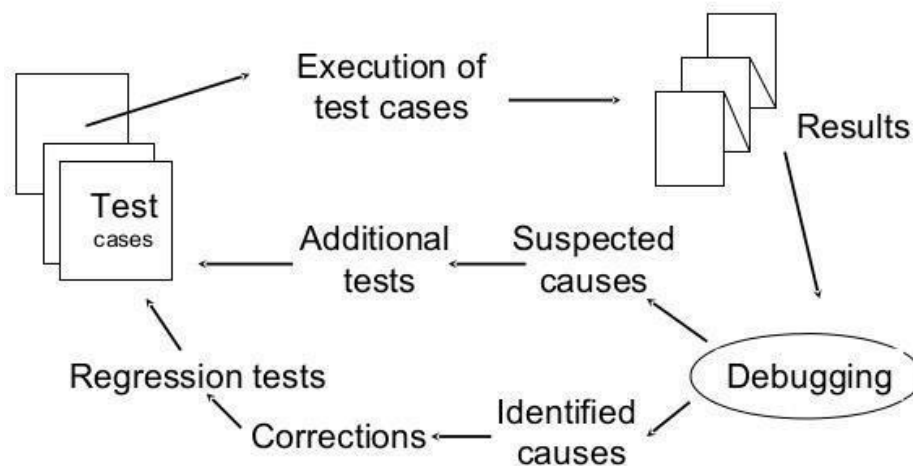 Execution of
test cases
Results
Test
cases
Additional
tests
Suspected
causes
Debugging
Regression tests
Identified
causes
Corrections